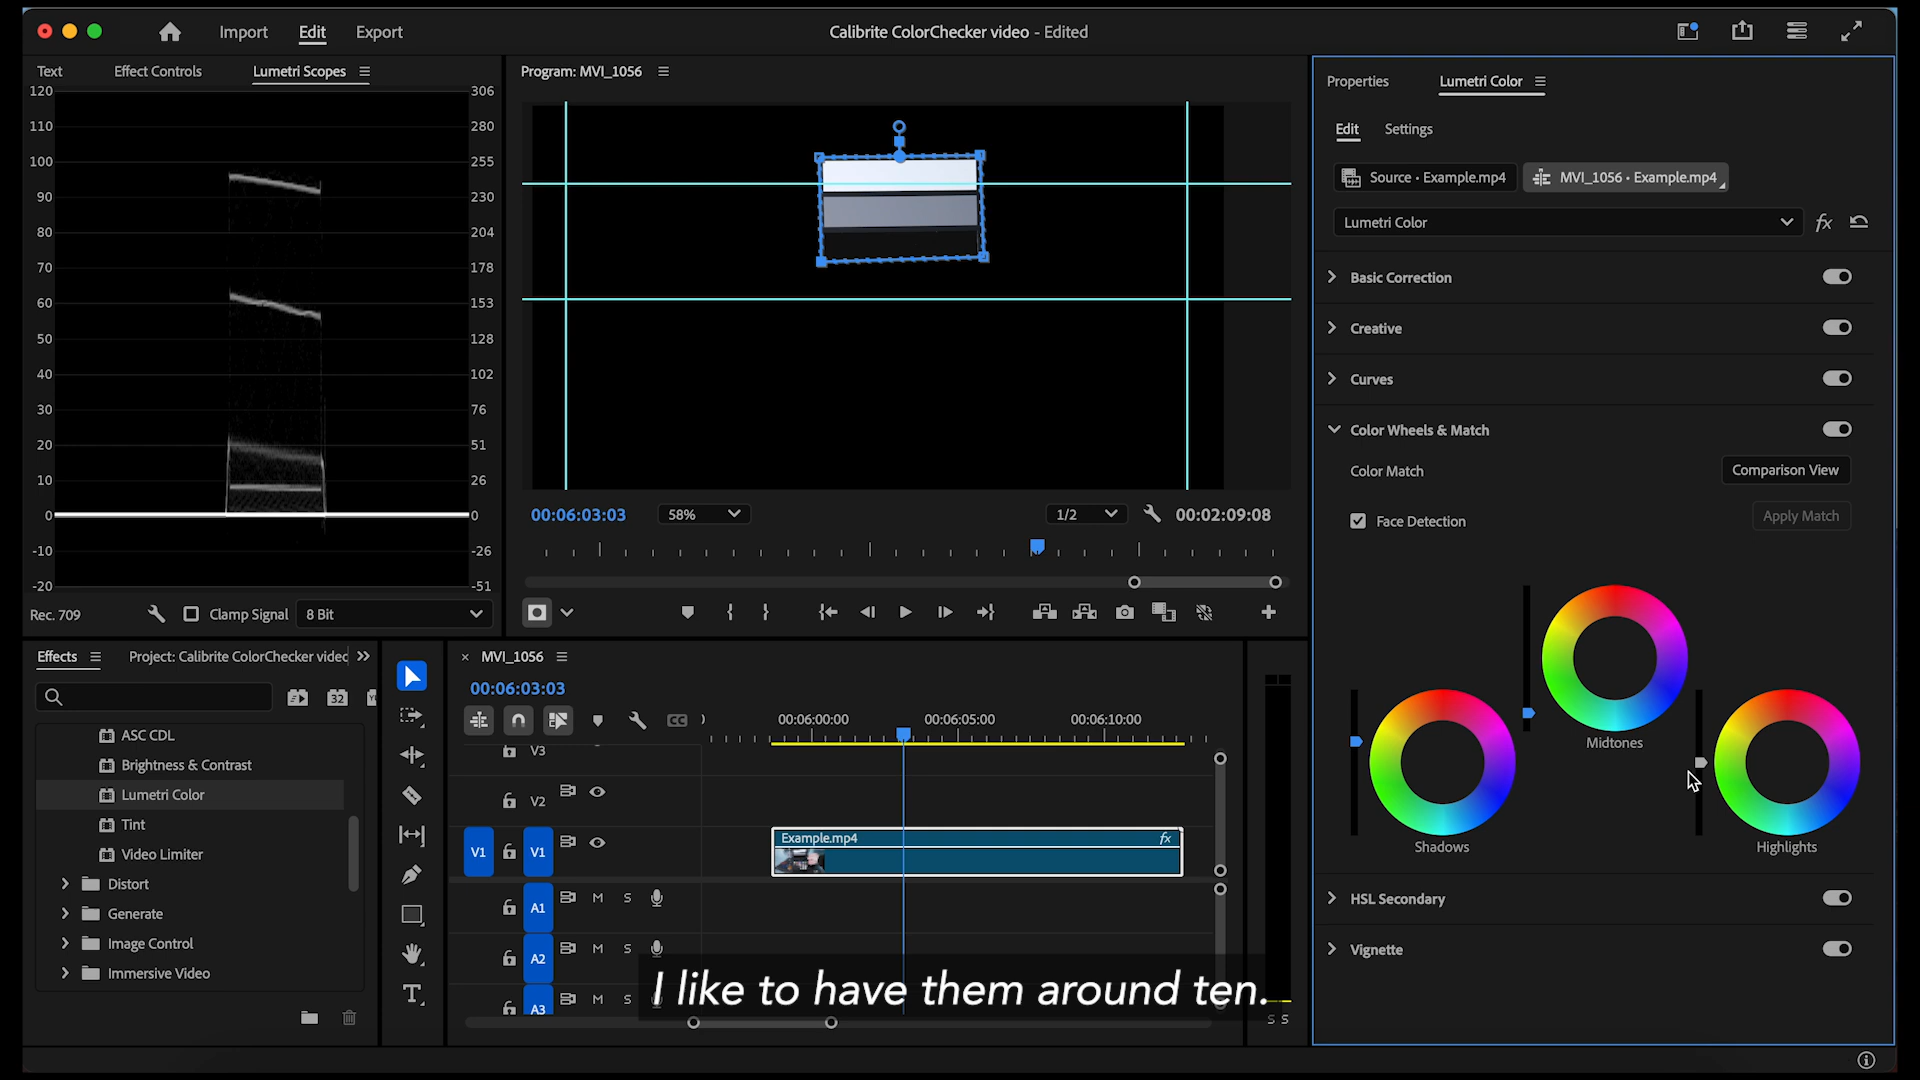 Import
Edit
Export
Calibrite ColorChecker video - Edited
Text
Effect Controls
Lumetri Scopes
120
110
100
90
80
70
60
50
40
30
20
10
0
-10
-20
306
280
255
230
204
178
153
128
102
76
51
26
0
-26
-51
Rec. 709
Clamp Signal
8 Bit
Program: MVI_1056
00:06:03:03
58%
1/2
00:02:09:08
Properties
Lumetri Color
Edit
Settings
Source · Example.mp4
MVI_1056 · Example.mp4
Lumetri Color
fx
Basic Correction
Creative
Curves
Color Wheels & Match
Color Match
Comparison View
Face Detection
Apply Match
Midtones
Shadows
Highlights
HSL Secondary
Vignette
Effects
Project: Calibrite ColorChecker videc
32
ASC CDL
Brightness & Contrast
Lumetri Color
Tint
Video Limiter
Distort
Generate
Image Control
Immersive Video
T
× MVI_1056
00:06:03:03
CC
00:06:00:00
00:06:05:00
00:06:10:00
V3
V2
V1
V1
Example.mp4
fx
A1
M
S
A2
M
S
A3
M
S
I like to have them around ten.
S S